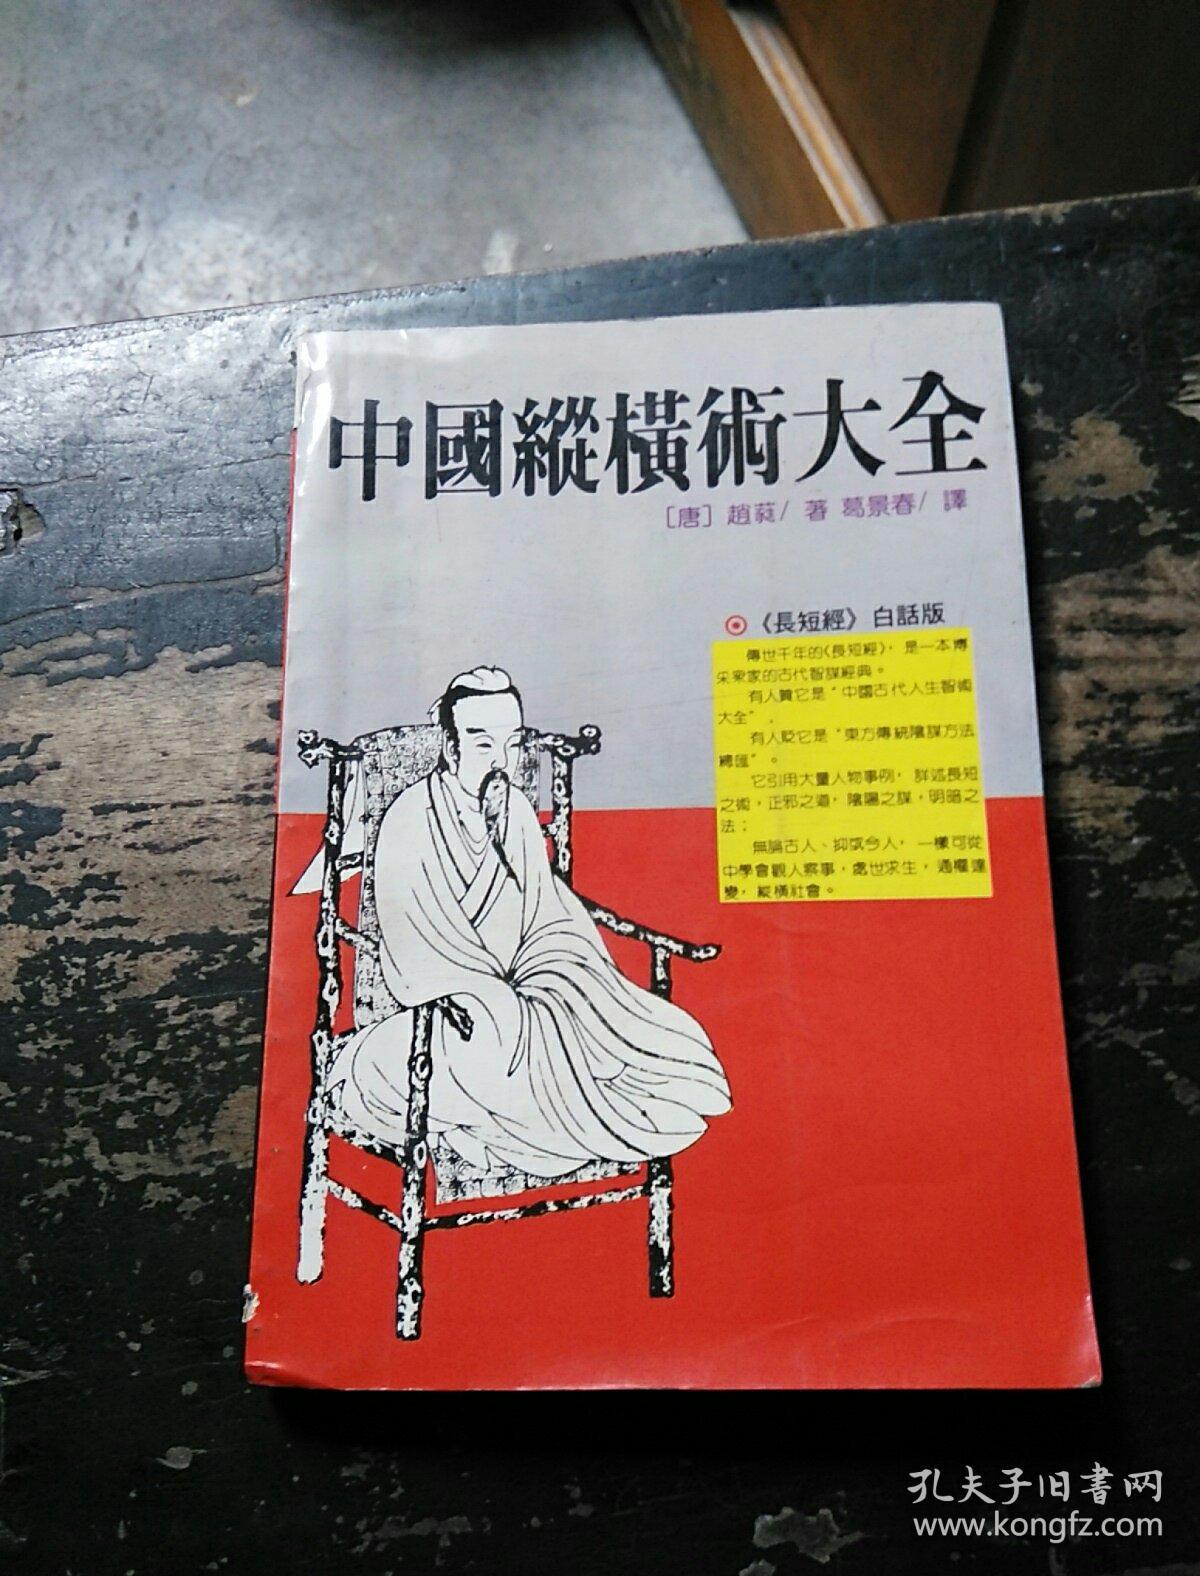 中國縱橫術大全
［唐］趙蕤/ 著 葛景春/ 譯
《長短經》白話版
傳世千年的《長短經》，是一本博
采衆家的古代智謀經典。
有人贊它是“中國古代人生智術
大全”，
有人貶它是“東方傳統陰謀方法
總匯”。
它引用大量人物事例，詳述長短
之術，正邪之道，陰陽之謀，明暗之
法；
無論古人、抑或今人，一樣可從
中學會觀人察事，處世求生，通權達
變，縱橫社會。
孔夫子旧书网
www.kongfz.com